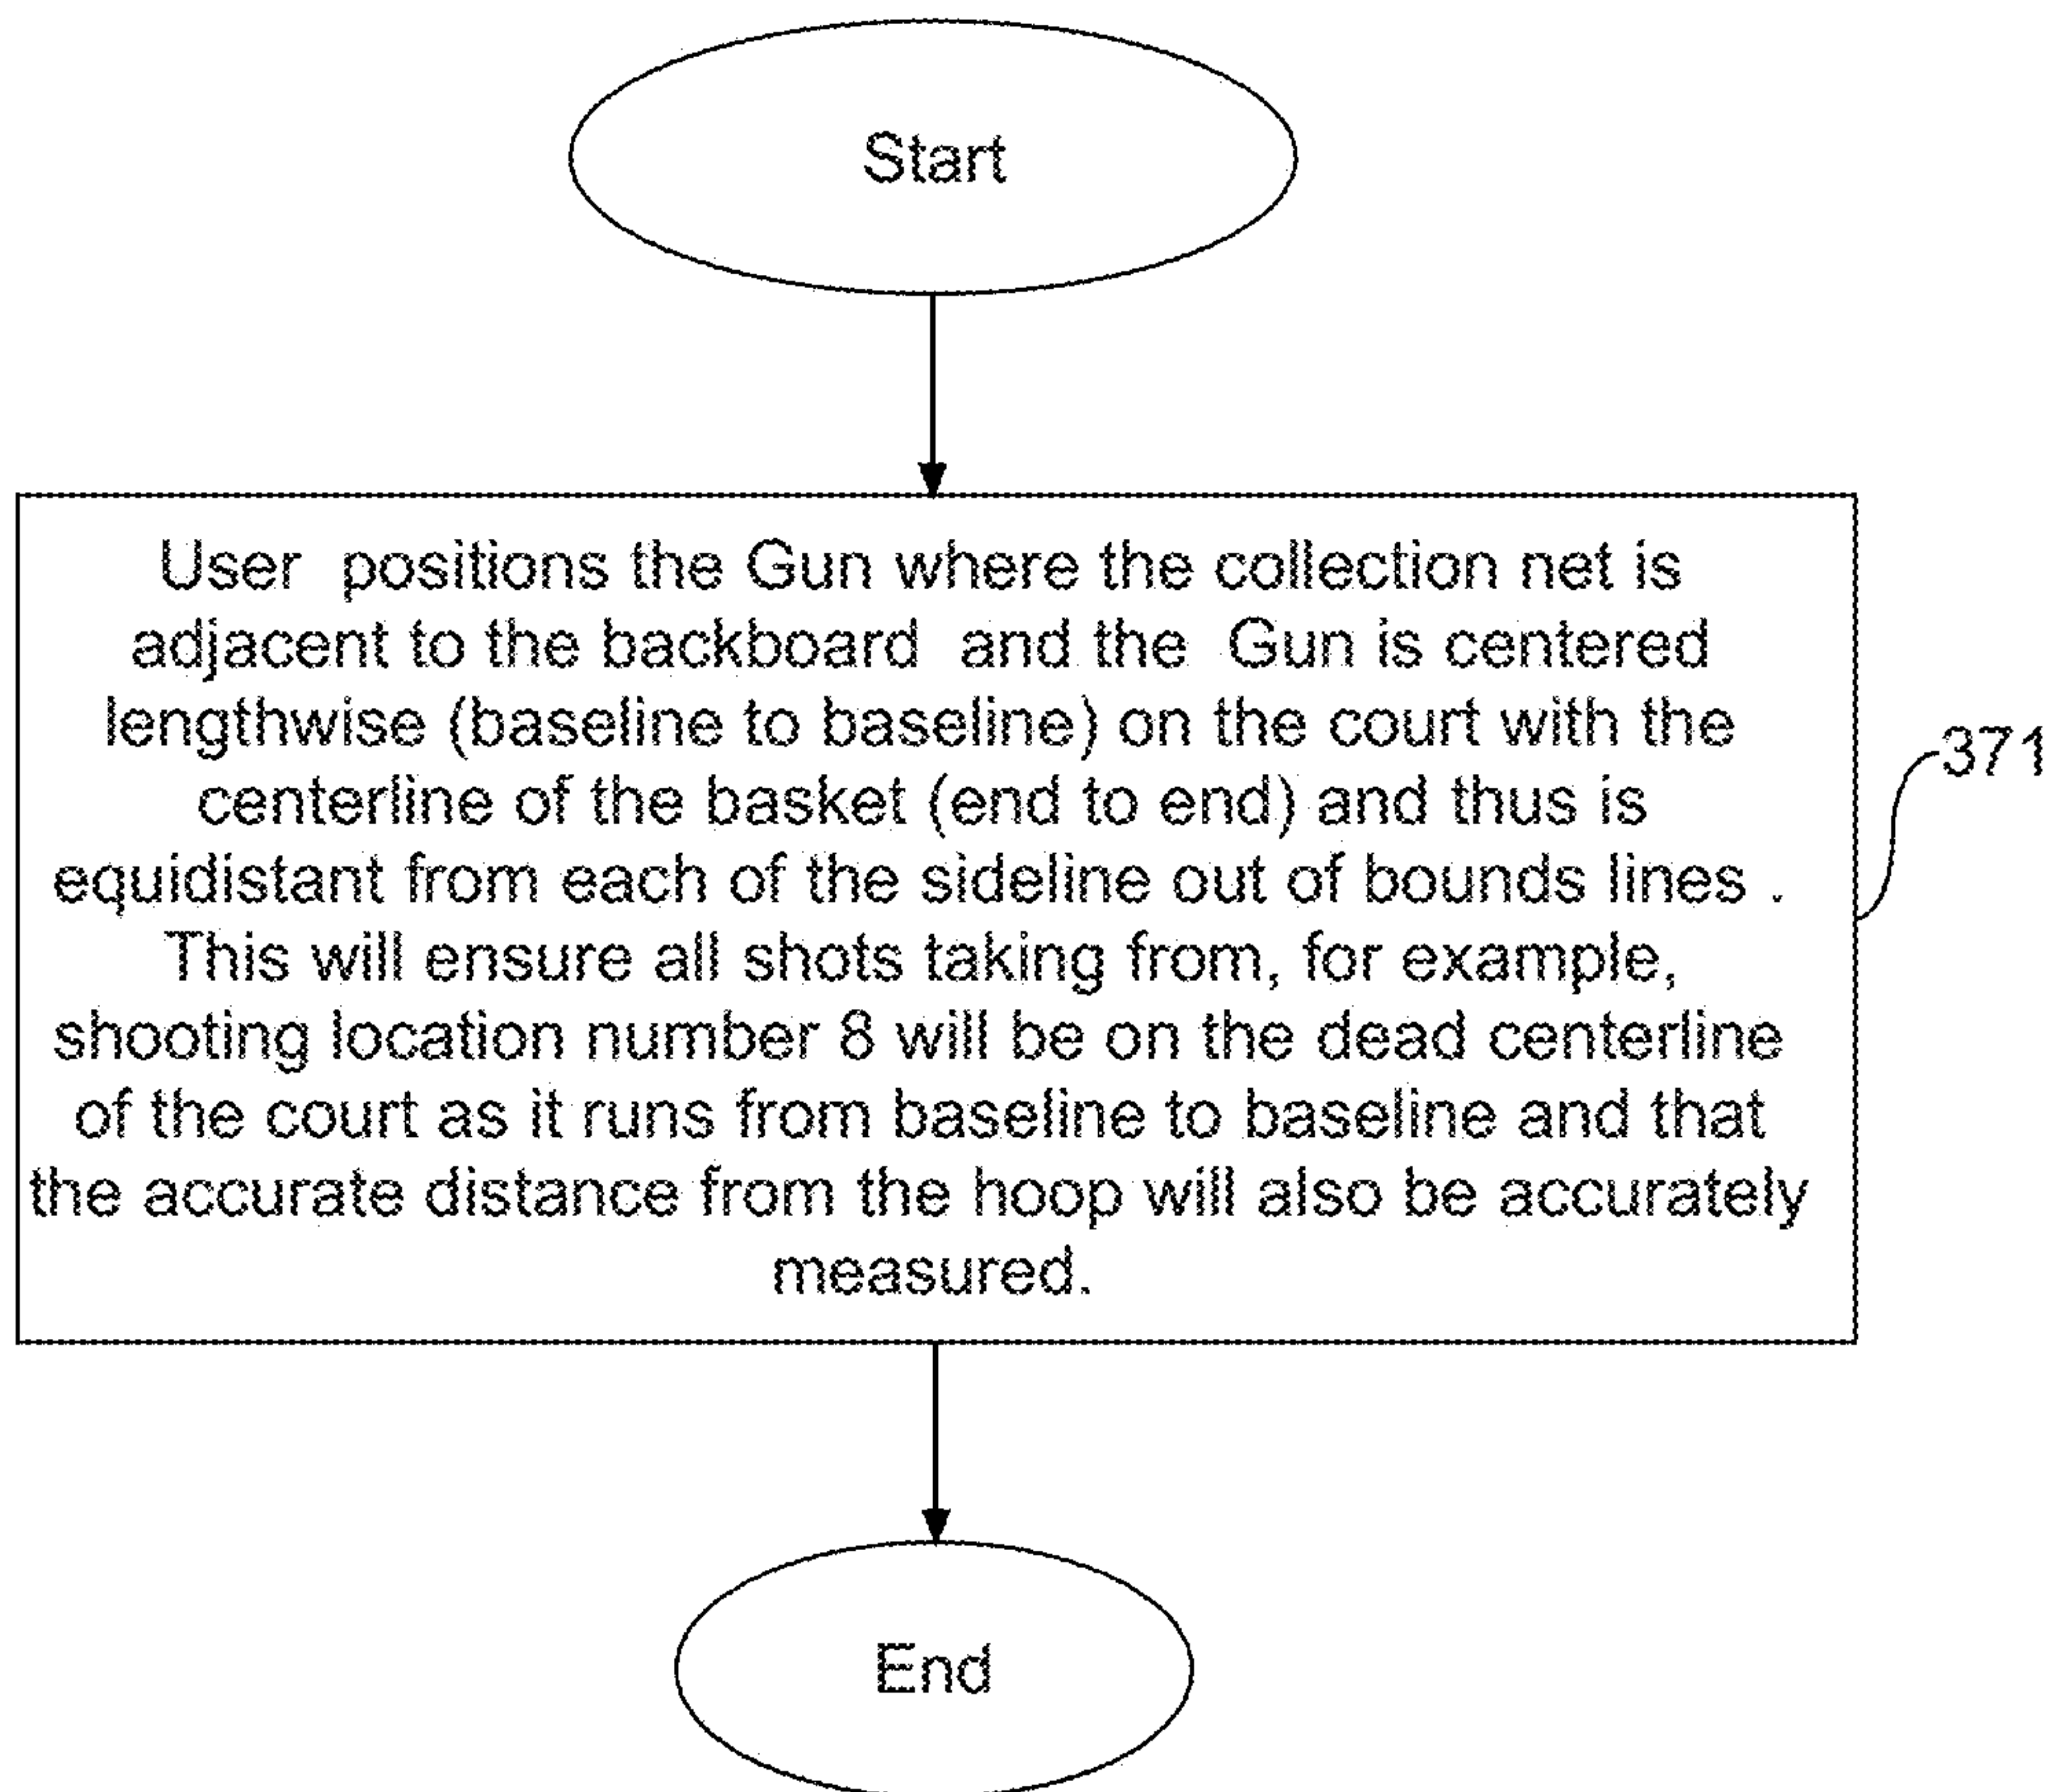 Start
User positions the Gun where the collection net is
adjacent to the backboard and the Gun is centered
lengthwise (baseline to baseline) on the court with the
centerline of the basket (end to end) and thus is
equidistant from each of the sideline out of bounds lines .
This will ensure all shots taking from, for example,
shooting location number 8 will be on the dead centerline
of the court as it runs from baseline to baseline and that
the accurate distance from the hoop will also be accurately
measured.
371
End